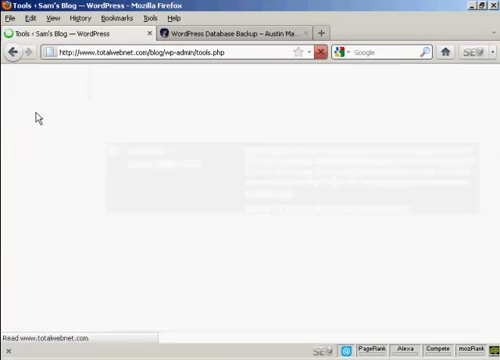 Tools ‹ Sam's Blog — WordPress - Mozilla Firefox
File Edit View History Bookmarks Tools Help
Tools ‹ Sam's Blog — WordPress
WordPress Database Backup – Austin Ma...
http://www.totalwebnet.com/blog/wp-admin/tools.php
Google
SEO
Read www.totalwebnet.com
SEO PageRank Alexa Compete mozRank